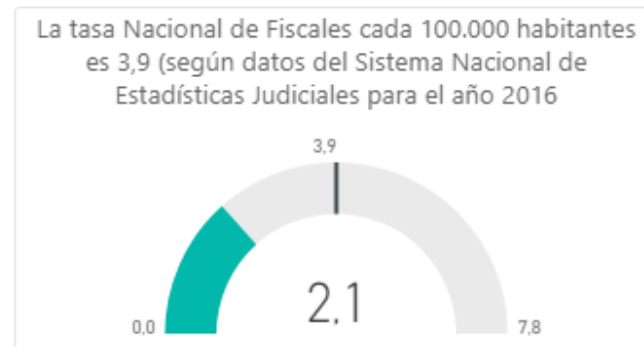 La tasa Nacional de Fiscales cada 100.000 habitantes
es 3,9 (según datos del Sistema Nacional de
Estadísticas Judiciales para el año 2016
3,9
2,1
0,0
7,8